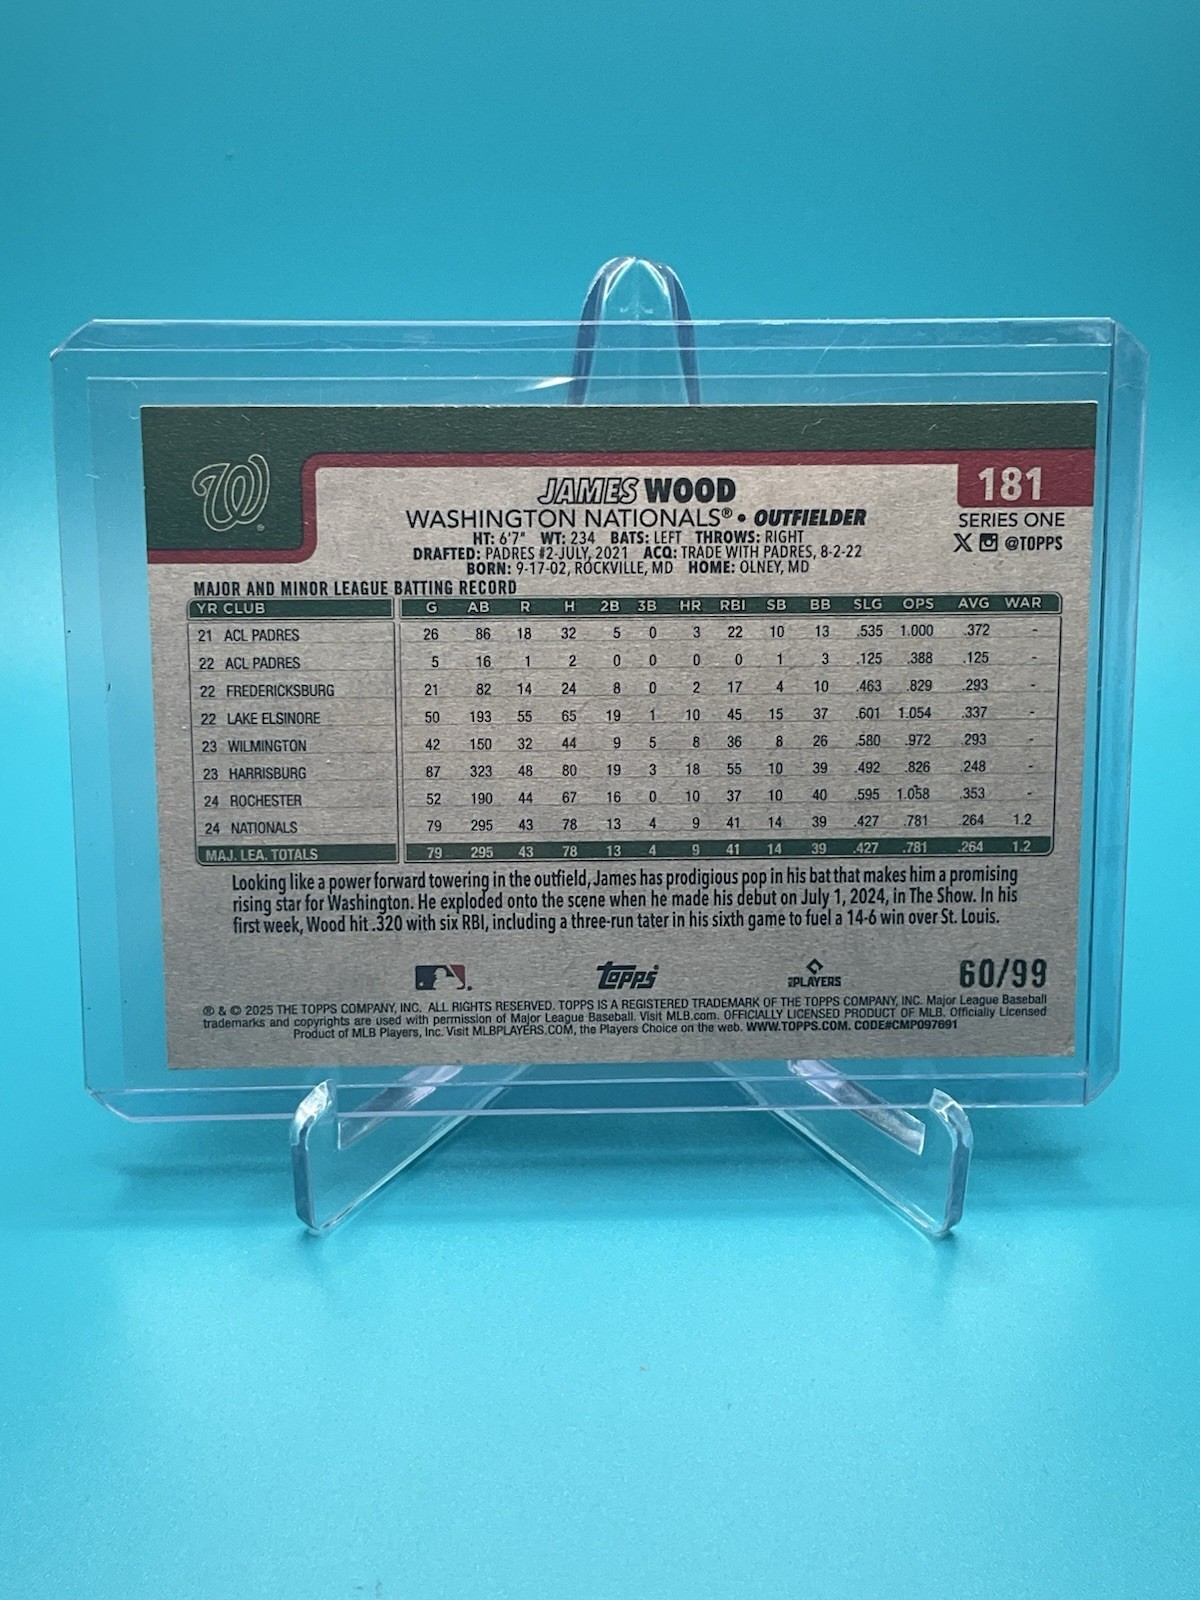 W
181
JAMES WOOD
SERIES ONE
WASHINGTON NATIONALS® • OUTFIELDER
@TOPPS
HT: 6'7" WT: 234 BATS: LEFT THROWS: RIGHT
DRAFTED: PADRES #2-JULY, 2021 ACQ: TRADE WITH PADRES, 8-2-22
BORN: 9-17-02, ROCKVILLE, MD HOME: OLNEY, MD
MAJOR AND MINOR LEAGUE BATTING RECORD
YR CLUB G AB R H 2B 3B HR RBI SB BB SLG OPS AVG WAR
21 ACL PADRES 26 86 18 32 5 0 3 22 10 13 .535 1.000 .372 -
22 ACL PADRES 5 16 1 2 0 0 0 0 1 3 .125 .388 .125 -
22 FREDERICKSBURG 21 82 14 24 8 0 2 17 4 10 .463 .829 .293 -
22 LAKE ELSINORE 50 193 55 65 19 1 10 45 15 37 .601 1.054 .337 -
23 WILMINGTON 42 150 32 44 9 5 8 36 8 26 .580 .972 .293 -
23 HARRISBURG 87 323 48 80 19 3 18 55 10 39 .492 .826 .248 -
24 ROCHESTER 52 190 44 67 16 0 10 37 10 40 .595 1.058 .353 -
24 NATIONALS 79 295 43 78 13 4 9 41 14 39 .427 .781 .264 1.2
MAJ. LEA. TOTALS 79 295 43 78 13 4 9 41 14 39 .427 .781 .264 1.2
Looking like a power forward towering in the outfield, James has prodigious pop in his bat that makes him a promising
rising star for Washington. He exploded onto the scene when he made his debut on July 1, 2024, in The Show. In his
first week, Wood hit .320 with six RBI, including a three-run tater in his sixth game to fuel a 14-6 win over St. Louis.
topps
PLAYERS
60/99
® & © 2025 THE TOPPS COMPANY, INC. ALL RIGHTS RESERVED. TOPPS IS A REGISTERED TRADEMARK OF THE TOPPS COMPANY, INC. Major League Baseball
trademarks and copyrights are used with permission of Major League Baseball. Visit MLB.com. OFFICIALLY LICENSED PRODUCT OF MLB. Officially Licensed
Product of MLB Players, Inc. Visit MLBPLAYERS.COM, the Players Choice on the web. WWW.TOPPS.COM. CODE#CMP097691